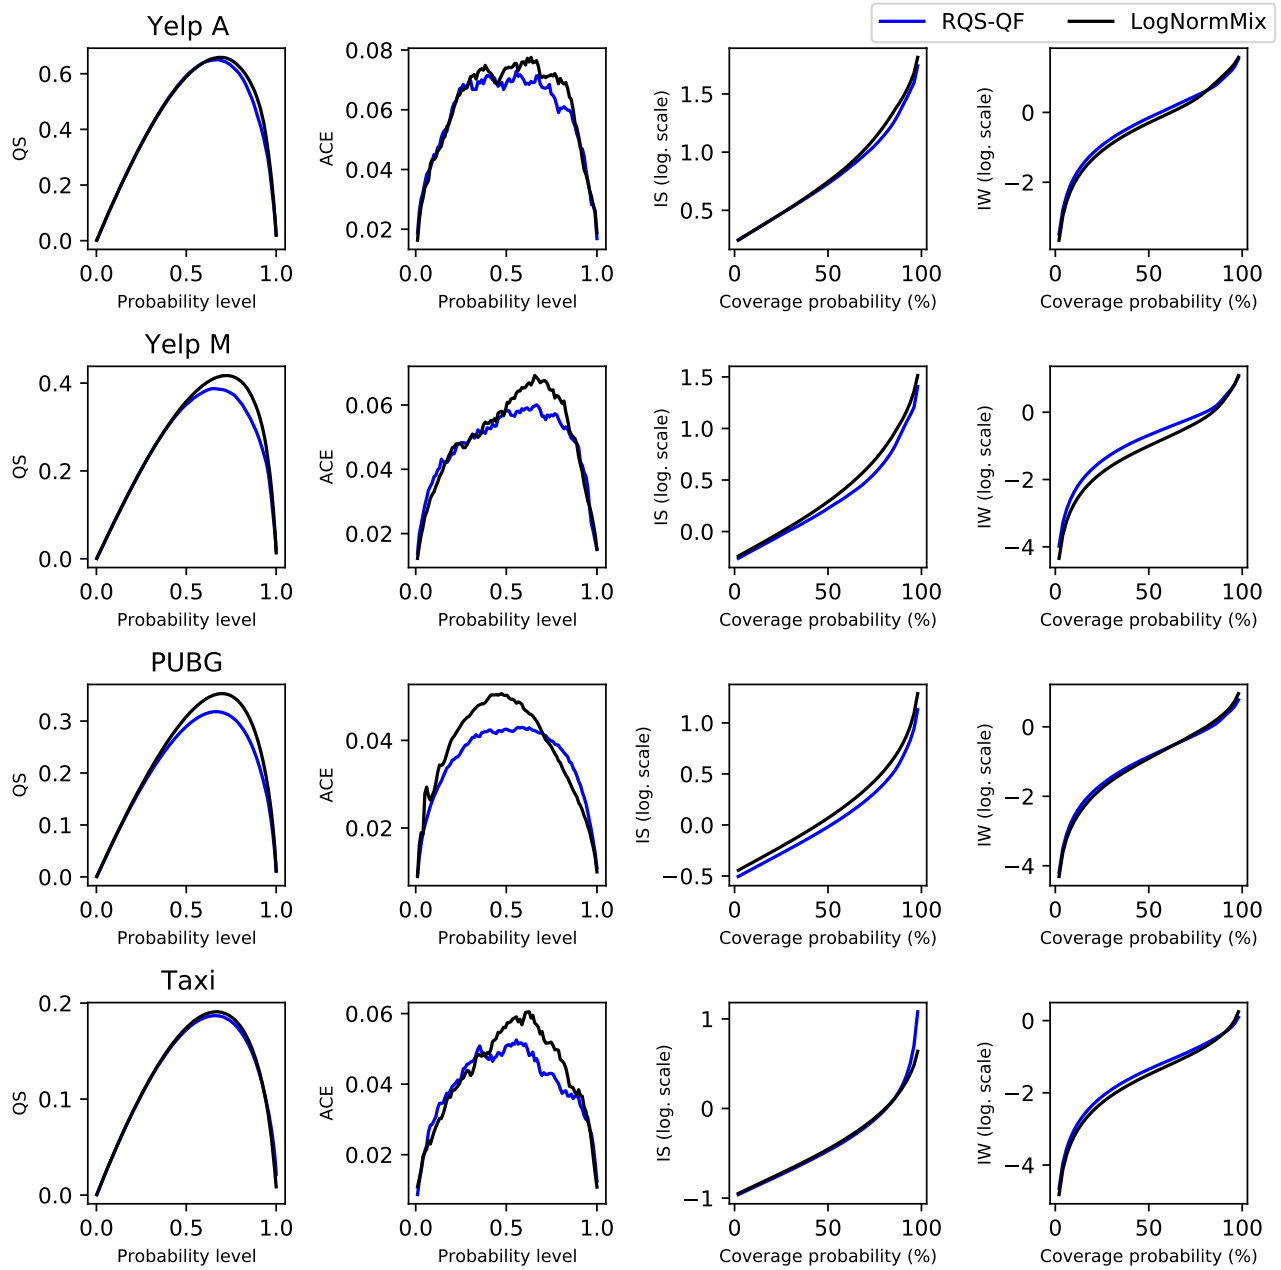 RQS-QF LogNormMix
Yelp A
QS
0.6
0.4
0.2
0.0
0.0 0.5 1.0
Probability level
ACE
0.08
0.06
0.04
0.02
0.0 0.5 1.0
Probability level
IS (log. scale)
1.5
1.0
0.5
0 50 100
Coverage probability (%)
IW (log. scale)
0
−2
0 50 100
Coverage probability (%)
Yelp M
QS
0.4
0.2
0.0
0.0 0.5 1.0
Probability level
ACE
0.06
0.04
0.02
0.0 0.5 1.0
Probability level
IS (log. scale)
1.5
1.0
0.5
0.0
0 50 100
Coverage probability (%)
IW (log. scale)
0
−2
−4
0 50 100
Coverage probability (%)
PUBG
QS
0.3
0.2
0.1
0.0
0.0 0.5 1.0
Probability level
ACE
0.04
0.02
0.0 0.5 1.0
Probability level
IS (log. scale)
1.0
0.5
0.0
−0.5
0 50 100
Coverage probability (%)
IW (log. scale)
0
−2
−4
0 50 100
Coverage probability (%)
Taxi
QS
0.2
0.1
0.0
0.0 0.5 1.0
Probability level
ACE
0.06
0.04
0.02
0.0 0.5 1.0
Probability level
IS (log. scale)
1
0
−1
0 50 100
Coverage probability (%)
IW (log. scale)
0
−2
−4
0 50 100
Coverage probability (%)